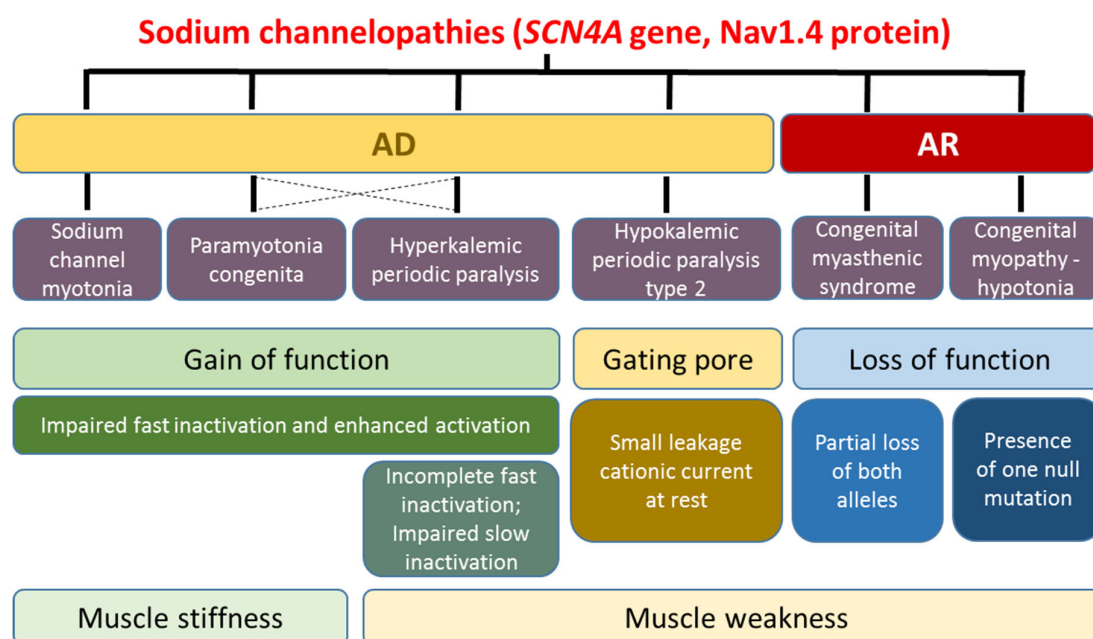 Sodium channelopathies (SCN4A gene, Nav1.4 protein)
AD
AR
Sodium
channel
myotonia
Paramyotonia
congenita
Hyperkalemic
periodic paralysis
Hypokalemic
periodic paralysis
type 2
Congenital
myasthenic
syndrome
Congenital
myopathy -
hypotonia
Gain of function
Gating pore
Loss of function
Impaired fast inactivation and enhanced activation
Incomplete fast
inactivation;
Impaired slow
inactivation
Small leakage
cationic current
at rest
Partial loss
of both
alleles
Presence
of one null
mutation
Muscle stiffness
Muscle weakness